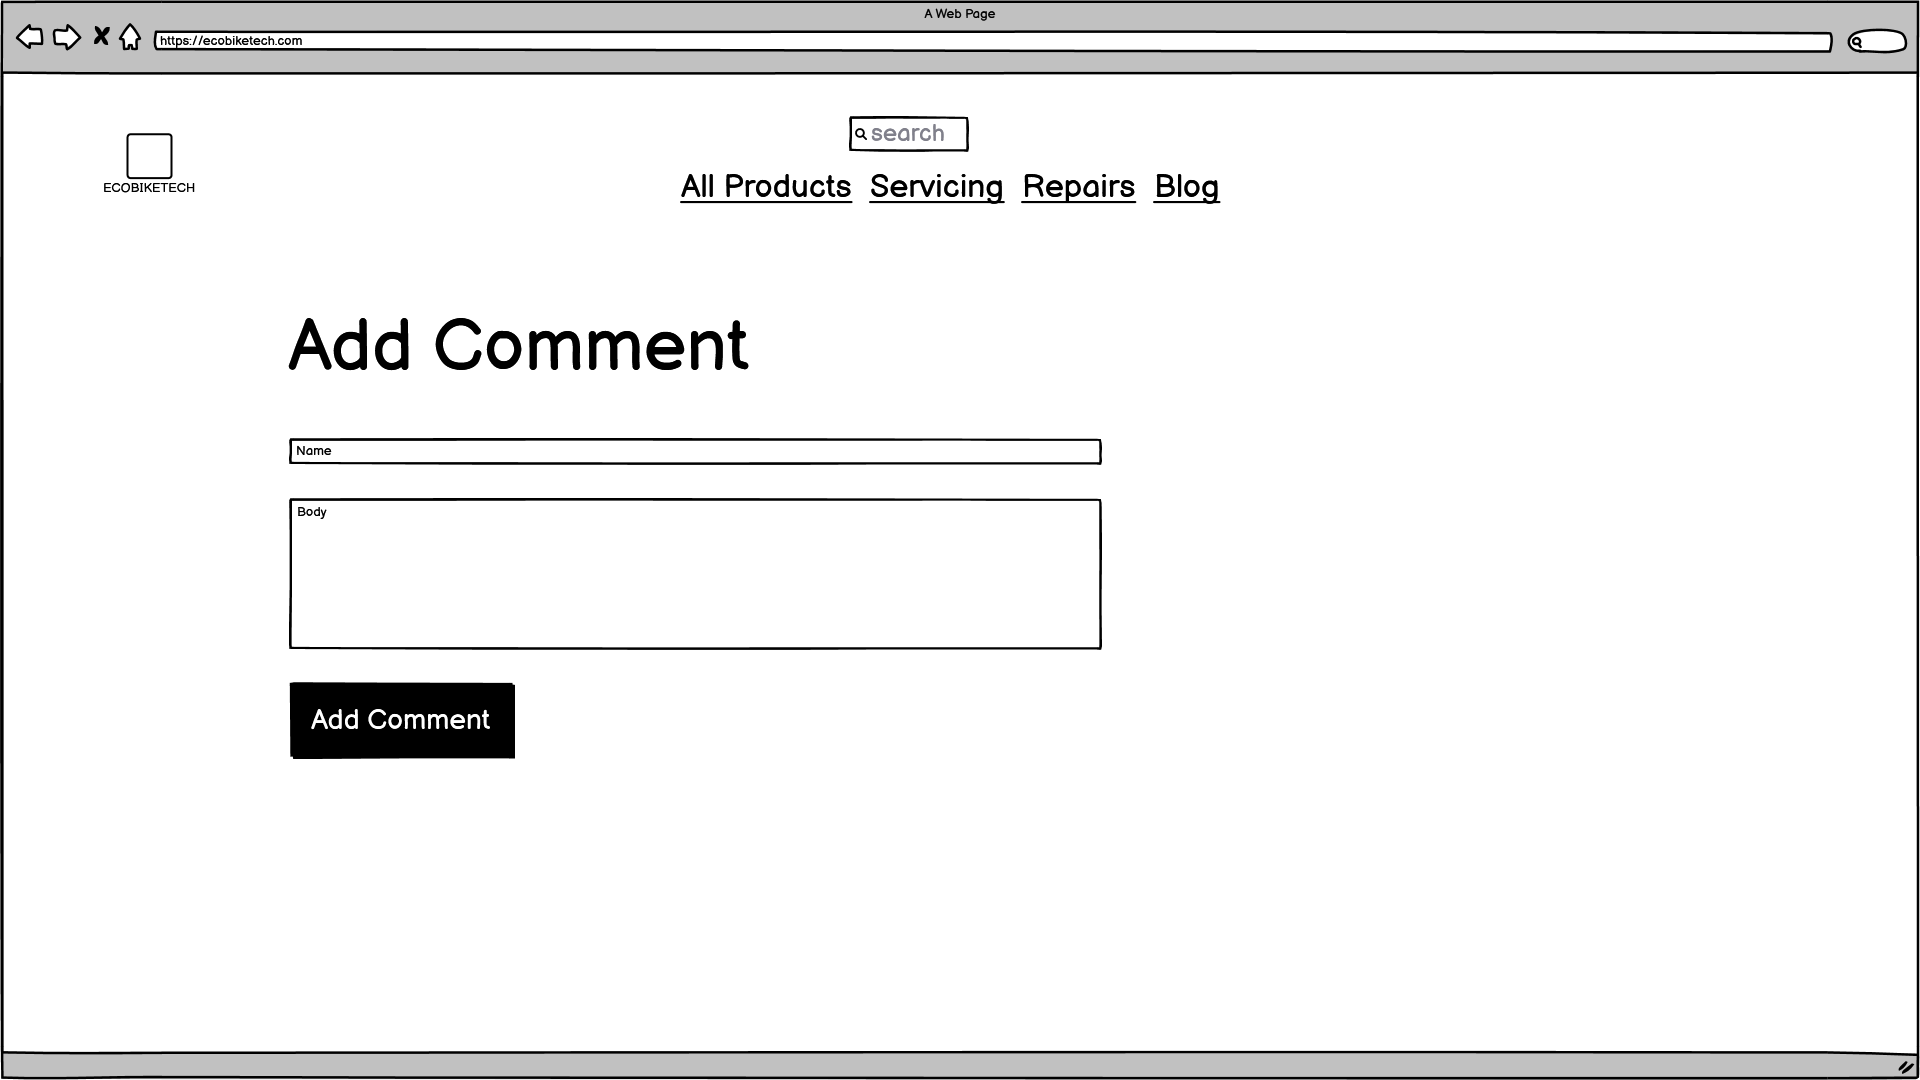 A Web Page
https://ecobiketech.com
search
ECOBIKETECH
All Products Servicing Repairs Blog
Add Comment
Name
Body
Add Comment